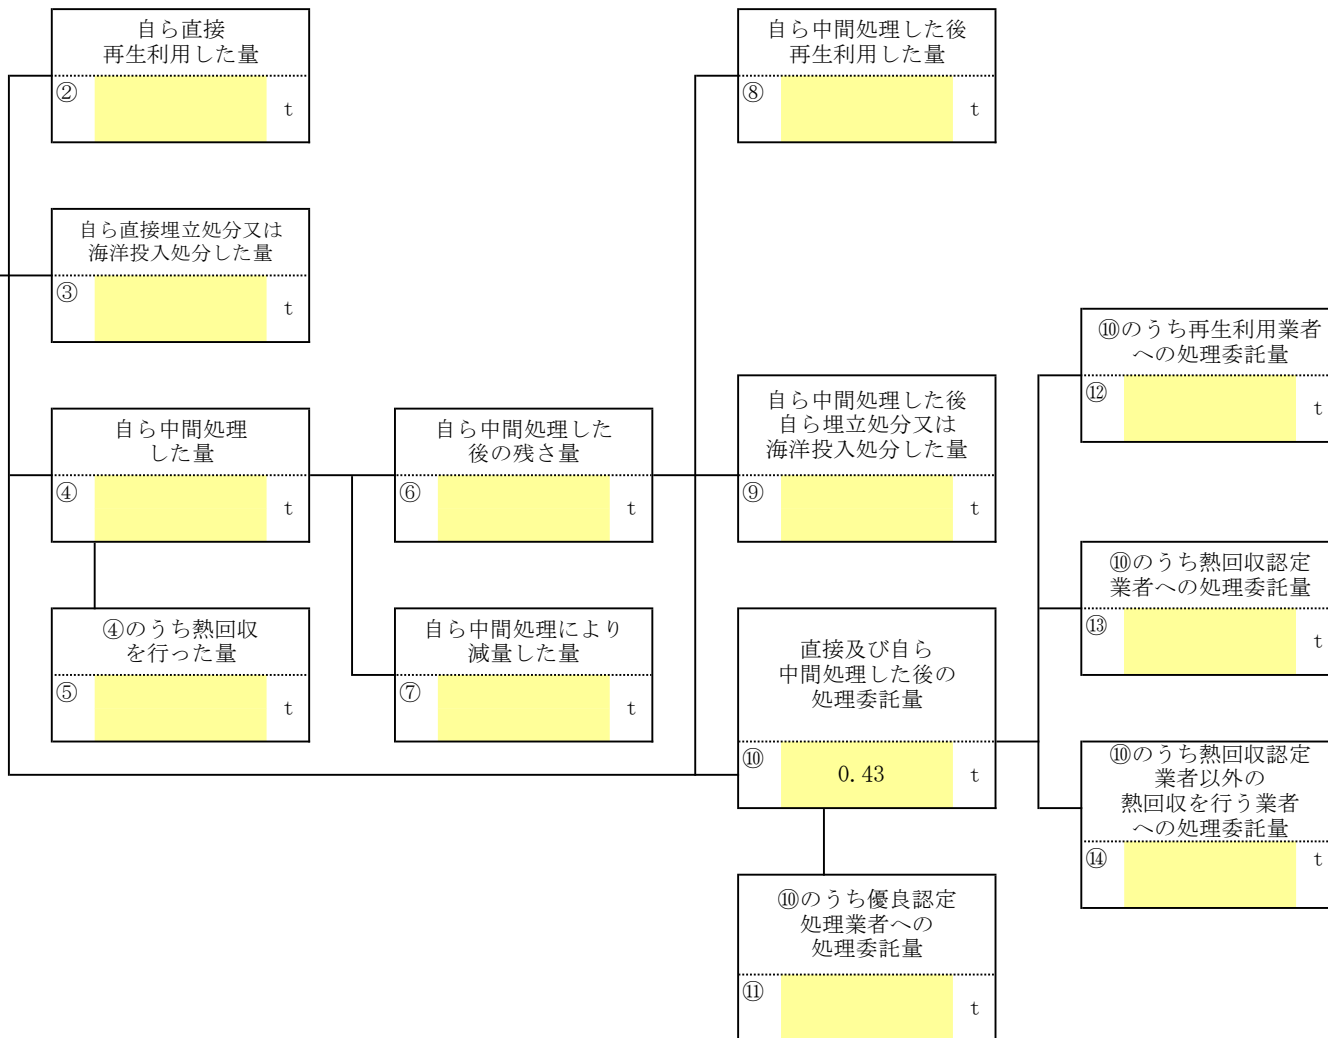 自ら直接
再生利用した量
②
t
自ら中間処理した後
再生利用した量
⑧
t
自ら直接埋立処分又は
海洋投入処分した量
③
t
⑩のうち再生利用業者
への処理委託量
⑫
t
自ら中間処理
した量
④
t
自ら中間処理した
後の残さ量
⑥
t
自ら中間処理した後
自ら埋立処分又は
海洋投入処分した量
⑨
t
⑩のうち熱回収認定
業者への処理委託量
⑬
t
④のうち熱回収
を行った量
⑤
t
自ら中間処理により
減量した量
⑦
t
直接及び自ら
中間処理した後の
処理委託量
⑩
0.43 t
⑩のうち熱回収認定
業者以外の
熱回収を行う業者
への処理委託量
⑭
t
⑩のうち優良認定
処理業者への
処理委託量
⑪
t